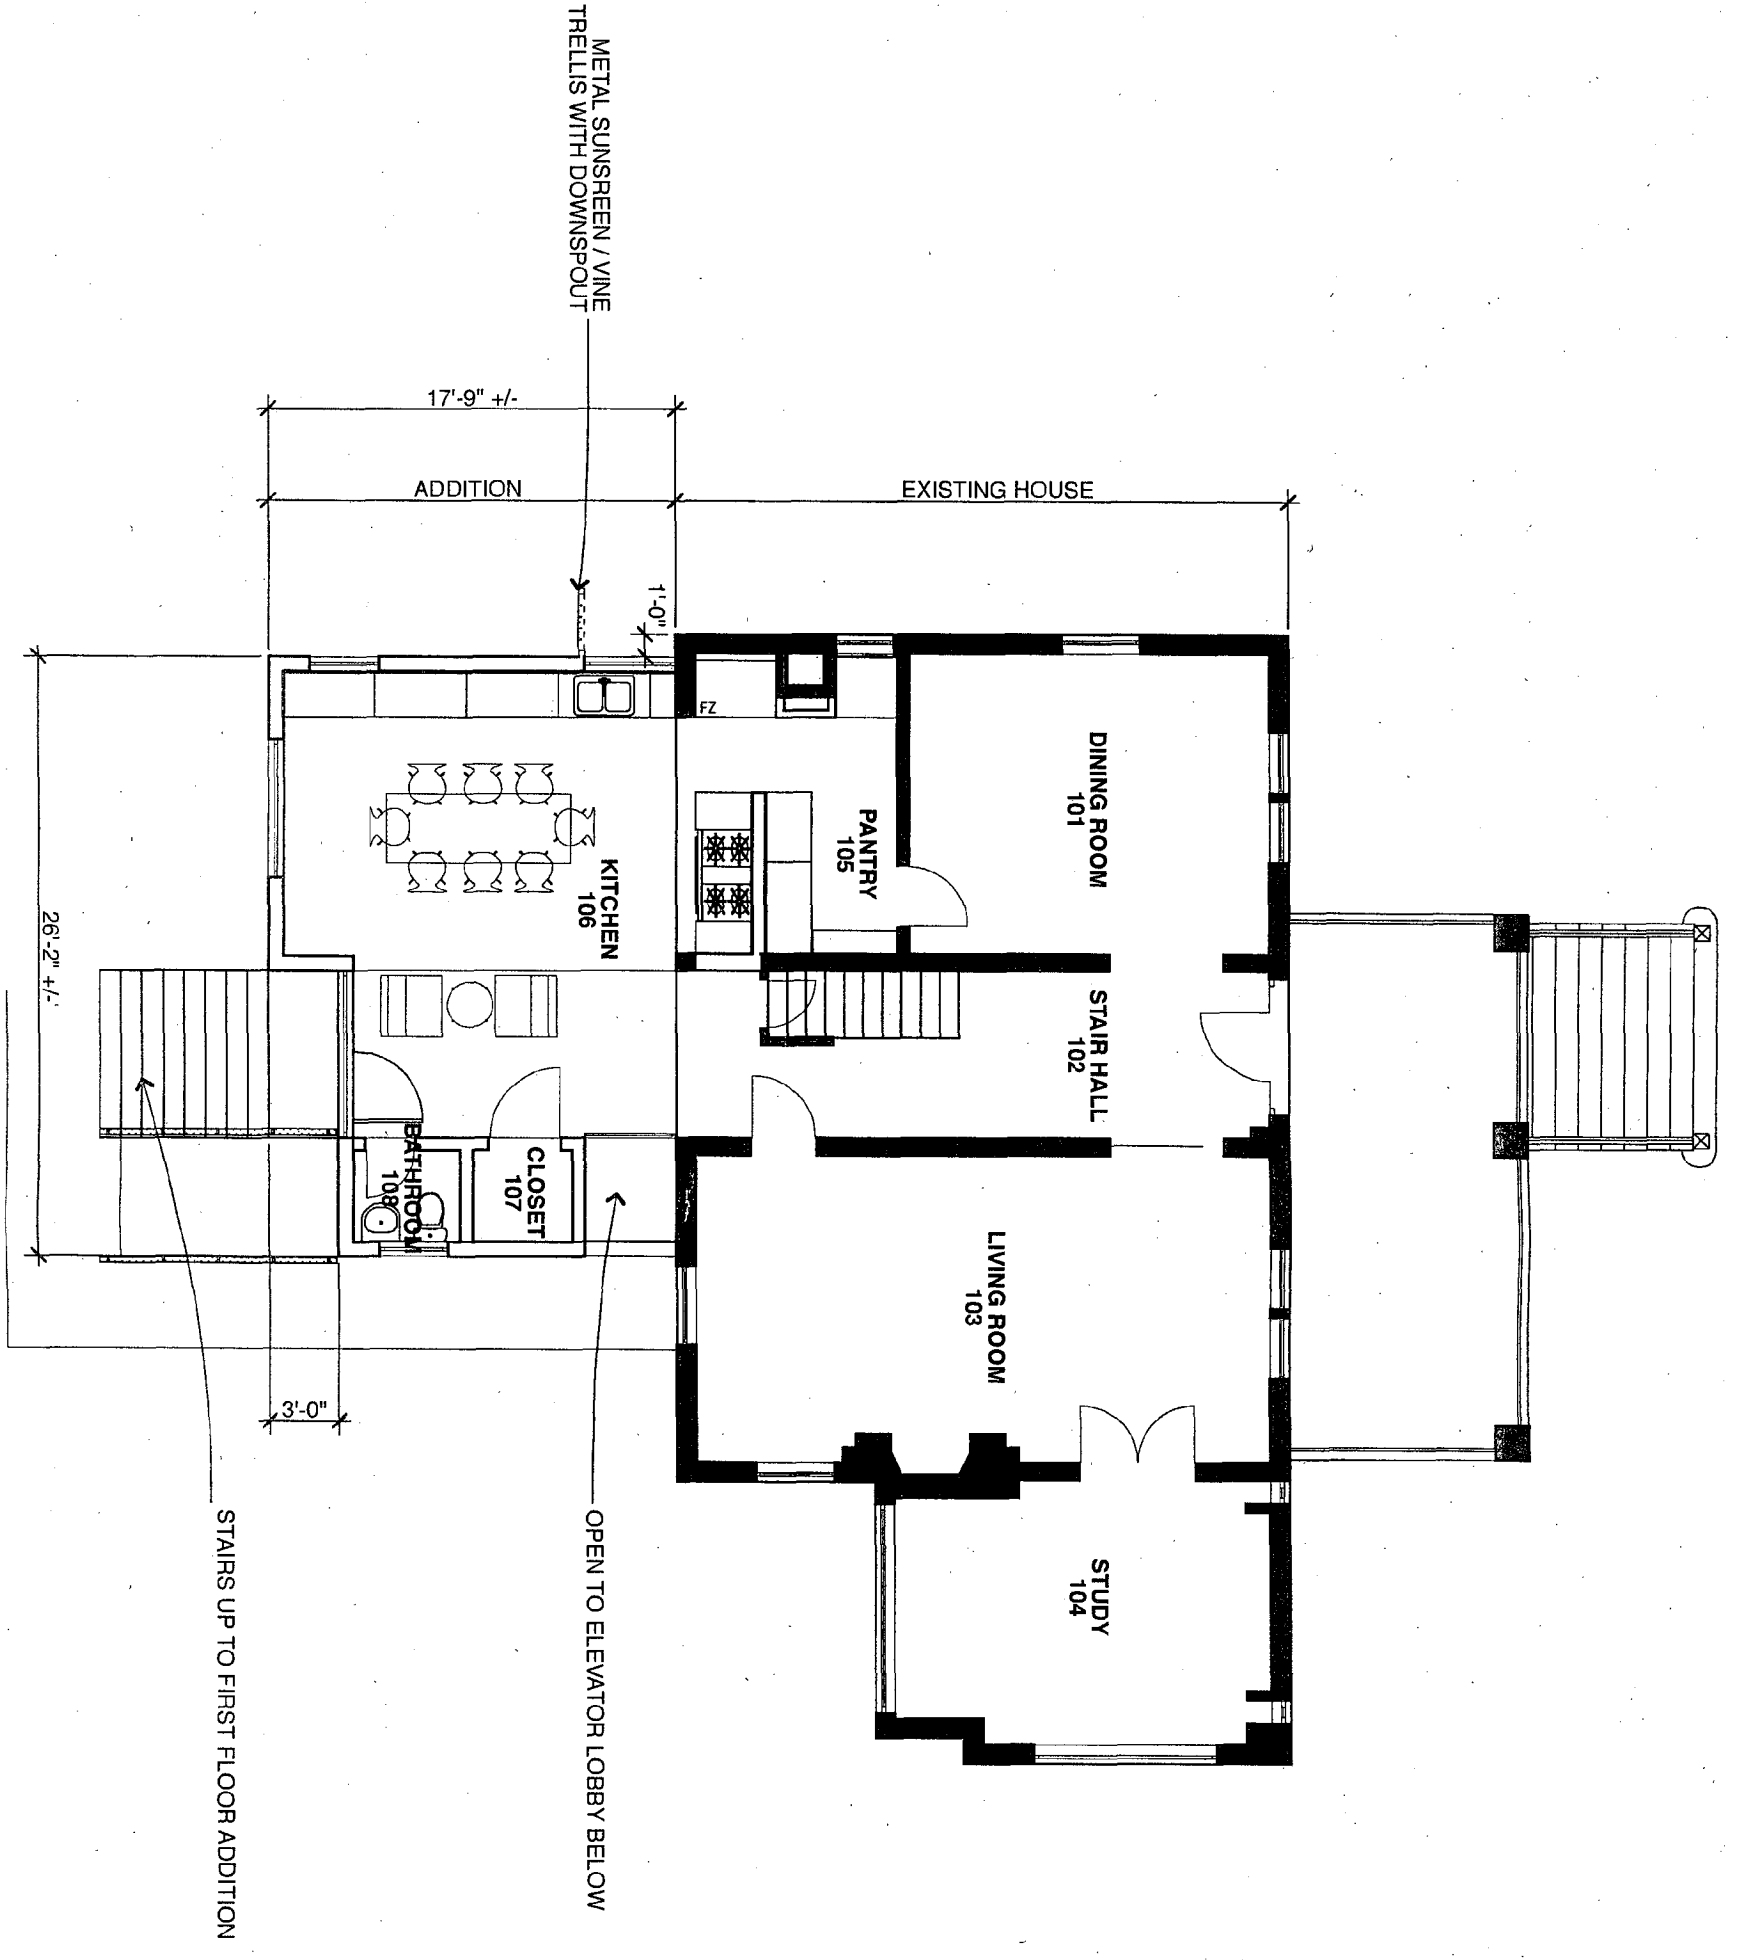 METAL SUNSREEN / VINE
TRELLIS WITH DOWNSPOUT
17'-9" +/-
ADDITION
EXISTING HOUSE
1'-0"
FZ
DINING ROOM
101
PANTRY
105
KITCHEN
106
STAIR HALL
102
26'-2" +/-
BATHROOM
108
CLOSET
107
LIVING ROOM
103
3'-0"
STUDY
104
OPEN TO ELEVATOR LOBBY BELOW
STAIRS UP TO FIRST FLOOR ADDITION